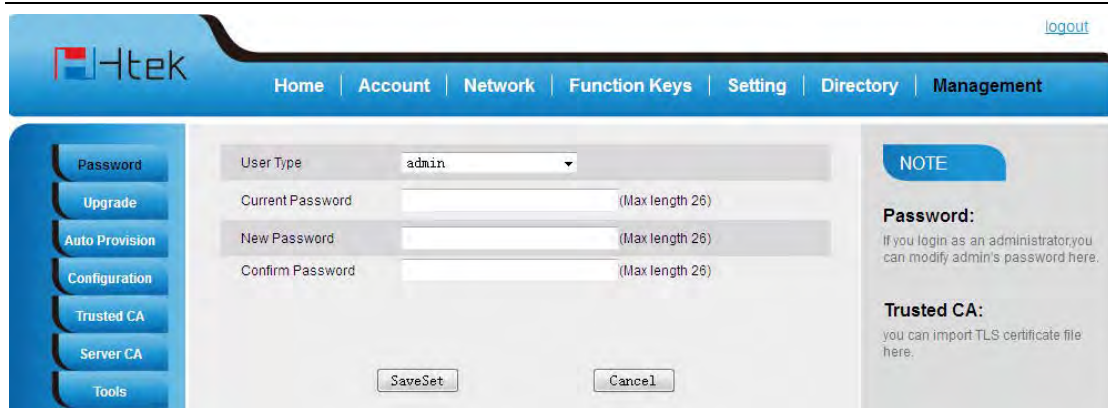 logout
Htek
Home | Account | Network | Function Keys | Setting | Directory | Management
Password
Upgrade
Auto Provision
Configuration
Trusted CA
Server CA
Tools
User Type admin
Current Password (Max length 26)
New Password (Max length 26)
Confirm Password (Max length 26)
SaveSet Cancel
NOTE
Password:
If you login as an administrator,you
can modify admin's password here.
Trusted CA:
you can import TLS certificate file
here.